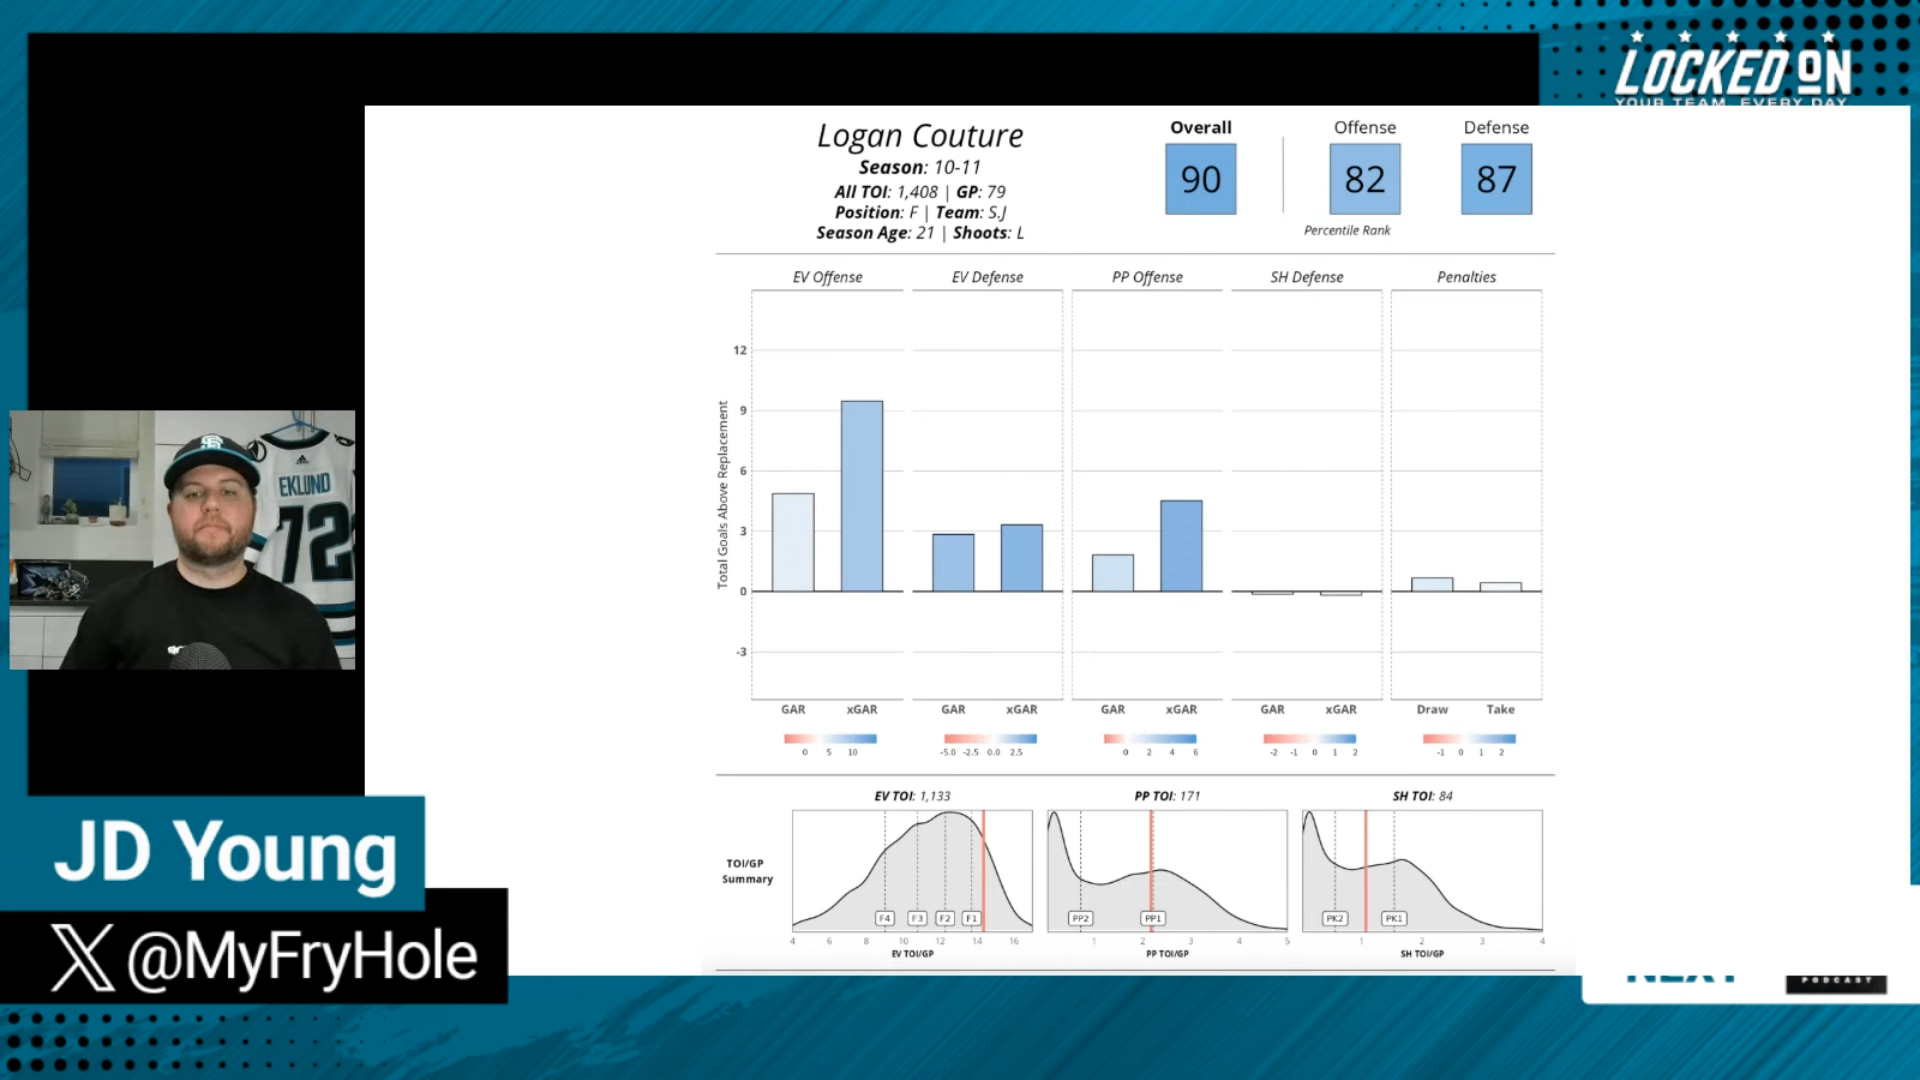 LOCKED ON
YOUR TEAM. EVERY DAY
Logan Couture
Season: 10-11
All TOI: 1,408 | GP: 79
Position: F | Team: S.J
Season Age: 21 | Shoots: L
Overall
Offense
Defense
90
82
87
Percentile Rank
EV Offense
EV Defense
PP Offense
SH Defense
Penalties
Total Goals Above Replacement
12
9
6
3
0
-3
GAR xGAR
GAR xGAR
GAR xGAR
GAR xGAR
Draw Take
0 5 10
-5.0 -2.5 0.0 2.5
0 2 4 6
-2 -1 0 1 2
-1 0 1 2
EV TOI: 1,133
PP TOI: 171
SH TOI: 84
TOI/GP
Summary
F4 F3 F2 F1
PP2 PP1
PK2 PK1
4 6 8 10 12 14 16
1 2 3 4 5
1 2 3 4
EV TOI/GP
PP TOI/GP
SH TOI/GP
EKLUND
72
JD Young
X @MyFryHole
NEXT
PODCAST